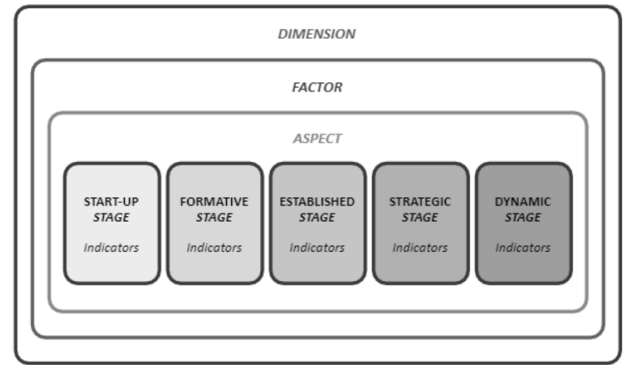 DIMENSION
FACTOR
ASPECT
START-UP
STAGE
Indicators
FORMATIVE
STAGE
Indicators
ESTABLISHED
STAGE
Indicators
STRATEGIC
STAGE
Indicators
DYNAMIC
STAGE
Indicators